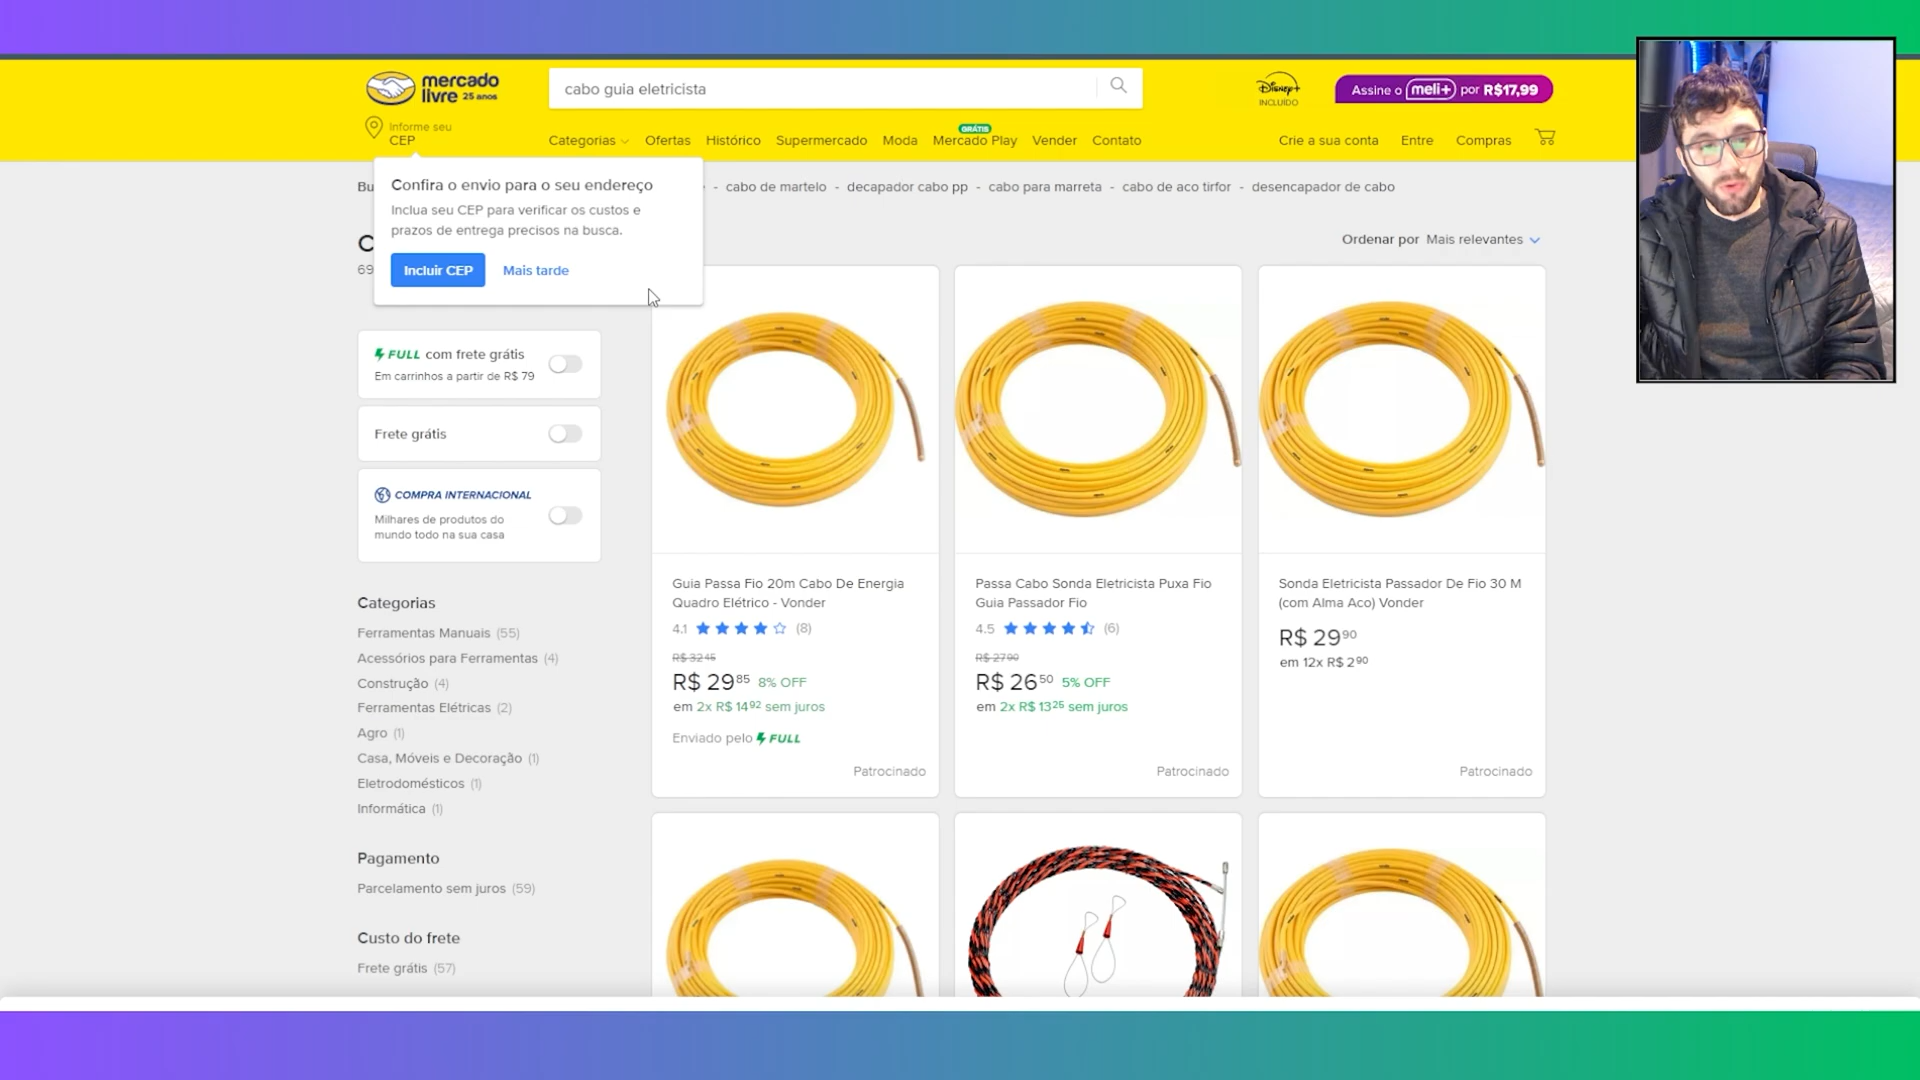 mercado
livre 25 anos
cabo guia eletricista
Disney+
INCLUÍDO
Assine o meli+ por R$17,99
Informe seu
CEP
Categorias
Ofertas
Histórico
Supermercado
Moda
GRÁTIS
Mercado Play
Vender
Contato
Crie a sua conta
Entre
Compras
Confira o envio para o seu endereço
Inclua seu CEP para verificar os custos e
prazos de entrega precisos na busca.
Incluir CEP
Mais tarde
Bu
- cabo de martelo - decapador cabo pp - cabo para marreta - cabo de aco tirfor - desencapador de cabo
C
69
Ordenar por Mais relevantes
FULL com frete grátis
Em carrinhos a partir de R$ 79
Frete grátis
COMPRA INTERNACIONAL
Milhares de produtos do
mundo todo na sua casa
Categorias
Ferramentas Manuais (55)
Acessórios para Ferramentas (4)
Construção (4)
Ferramentas Elétricas (2)
Agro (1)
Casa, Móveis e Decoração (1)
Eletrodomésticos (1)
Informática (1)
Pagamento
Parcelamento sem juros (59)
Custo do frete
Frete grátis (57)
Guia Passa Fio 20m Cabo De Energia
Quadro Elétrico - Vonder
4.1 (8)
R$ 32 45
R$ 29 85 8% OFF
em 2x R$ 14 92 sem juros
Enviado pelo FULL
Patrocinado
Passa Cabo Sonda Eletricista Puxa Fio
Guia Passador Fio
4.5 (6)
R$ 27 90
R$ 26 50 5% OFF
em 2x R$ 13 25 sem juros
Patrocinado
Sonda Eletricista Passador De Fio 30 M
(com Alma Aco) Vonder
R$ 29 90
em 12x R$ 2 90
Patrocinado